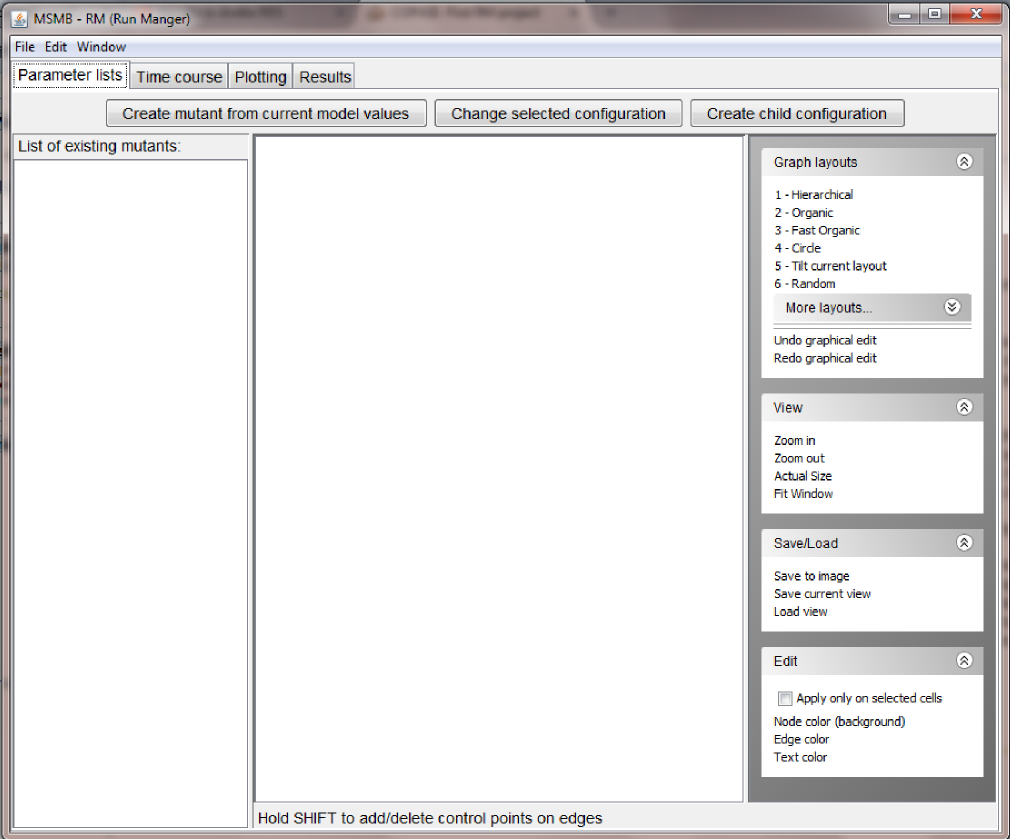 MSMB - RM (Run Manger)
File Edit Window
Parameter lists Time course Plotting Results
Create mutant from current model values Change selected configuration Create child configuration
List of existing mutants:
Graph layouts
1 - Hierarchical
2 - Organic
3 - Fast Organic
4 - Circle
5 - Tilt current layout
6 - Random
More layouts...
Undo graphical edit
Redo graphical edit
View
Zoom in
Zoom out
Actual Size
Fit Window
Save/Load
Save to image
Save current view
Load view
Edit
Apply only on selected cells
Node color (background)
Edge color
Text color
Hold SHIFT to add/delete control points on edges